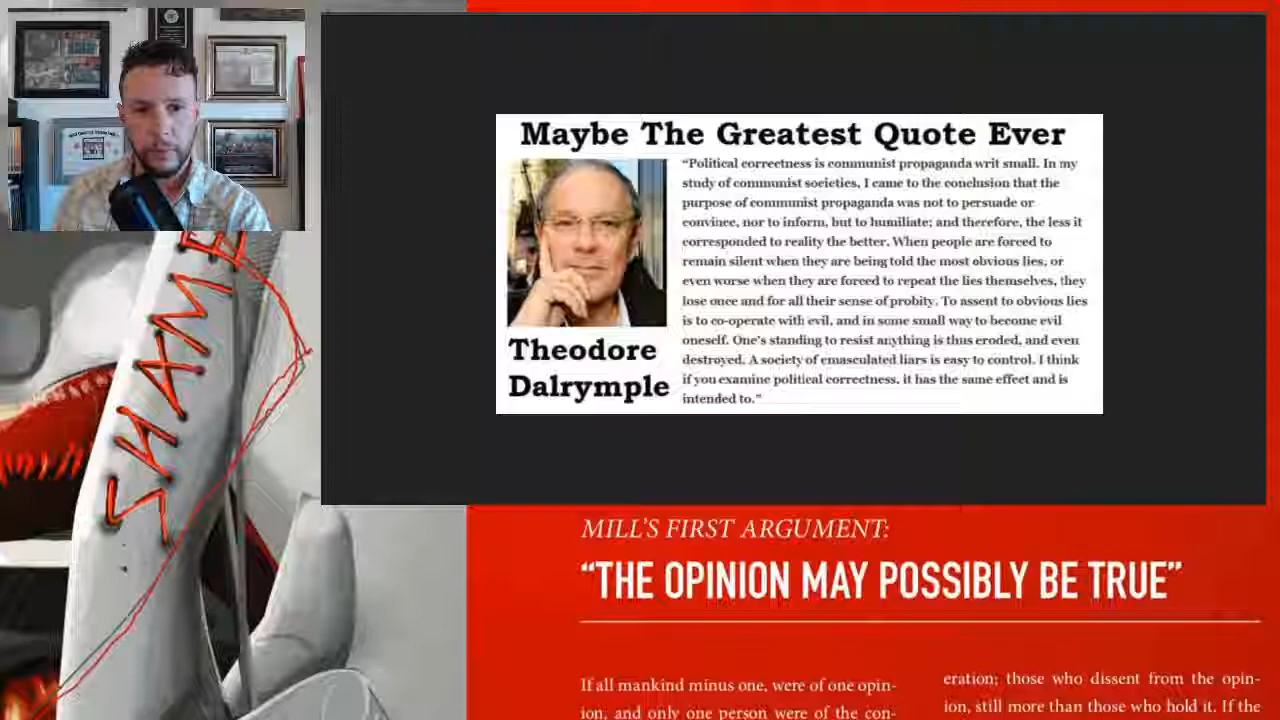 Maybe The Greatest Quote Ever
“Political correctness is communist propaganda writ small. In my
study of communist societies, I came to the conclusion that the
purpose of communist propaganda was not to persuade or
convince, nor to inform, but to humiliate; and therefore, the less it
corresponded to reality the better. When people are forced to
remain silent when they are being told the most obvious lies, or
even worse when they are forced to repeat the lies themselves, they
lose once and for all their sense of probity. To assent to obvious lies
is to co-operate with evil, and in some small way to become evil
oneself. One's standing to resist anything is thus eroded, and even
destroyed. A society of emasculated liars is easy to control. I think
if you examine political correctness, it has the same effect and is
intended to.”
Theodore
Dalrymple
SHAME
MILL'S FIRST ARGUMENT:
“THE OPINION MAY POSSIBLY BE TRUE”
If all mankind minus one, were of one opin-
ion, and only one person were of the con-
eration; those who dissent from the opin-
ion, still more than those who hold it. If the